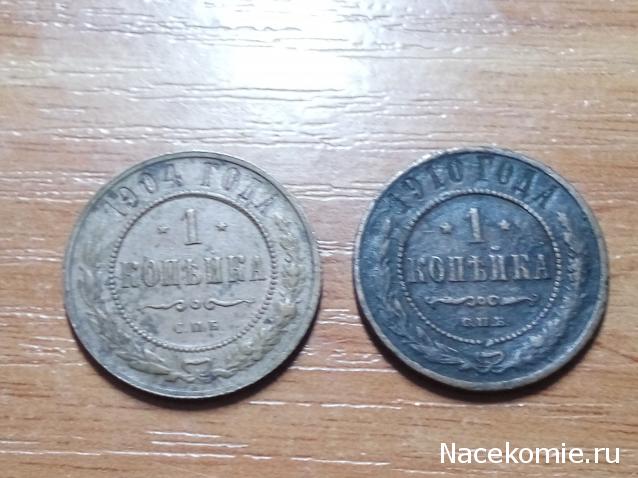 1904 ГОДА
* 1 *
КОПѢЙКА
С.П.Б.
1910 ГОДА
* 1 *
КОПѢЙКА
С.П.Б.
Nacekomie.ru